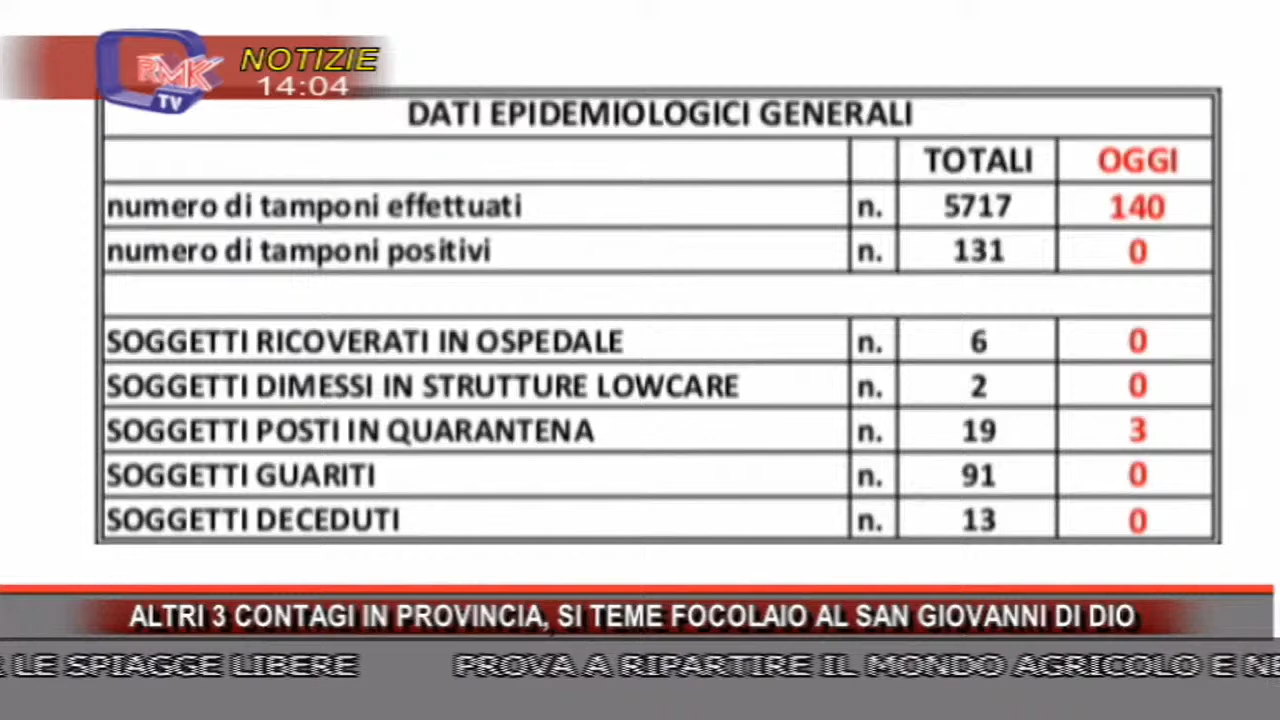 RMK
TV
NOTIZIE
14:04
DATI EPIDEMIOLOGICI GENERALI
TOTALI OGGI
numero di tamponi effettuati n. 5717 140
numero di tamponi positivi n. 131 0
SOGGETTI RICOVERATI IN OSPEDALE n. 6 0
SOGGETTI DIMESSI IN STRUTTURE LOWCARE n. 2 0
SOGGETTI POSTI IN QUARANTENA n. 19 3
SOGGETTI GUARITI n. 91 0
SOGGETTI DECEDUTI n. 13 0
ALTRI 3 CONTAGI IN PROVINCIA, SI TEME FOCOLAIO AL SAN GIOVANNI DI DIO
LE SPIAGGE LIBERE PROVA A RIPARTIRE IL MONDO AGRICOLO E